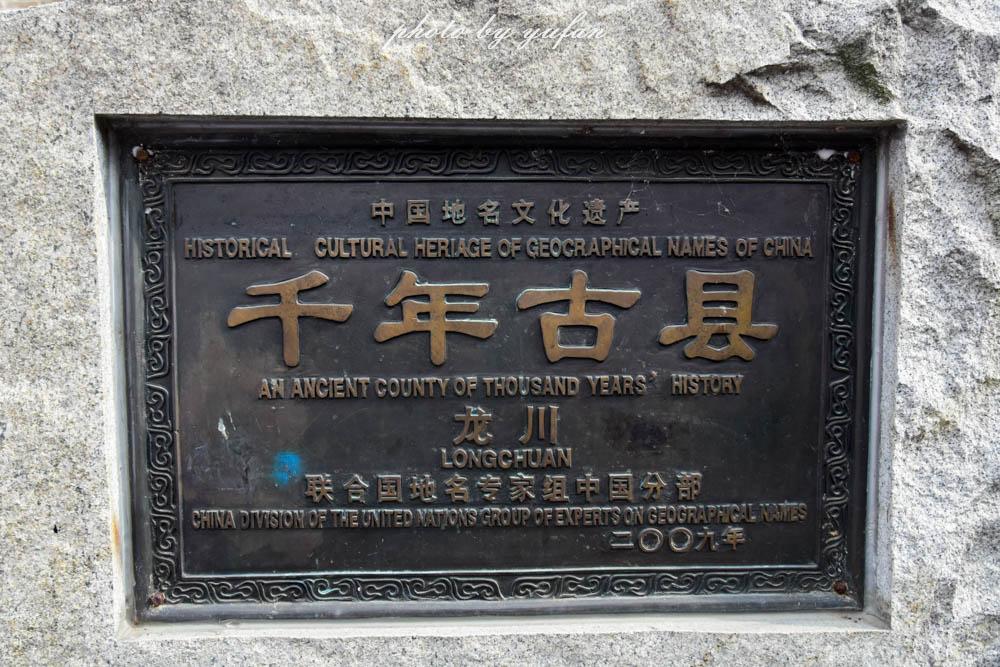 photo by yufan
中国地名文化遗产
HISTORICAL CULTURAL HERIAGE OF GEOGRAPHICAL NAMES OF CHINA
千年古县
AN ANCIENT COUNTY OF THOUSAND YEARS' HISTORY
龙川
LONGCHUAN
联合国地名专家组中国分部
CHINA DIVISION OF THE UNITED NATIONS GROUP OF EXPERTS ON GEOGRAPHICAL NAMES
二〇〇九年